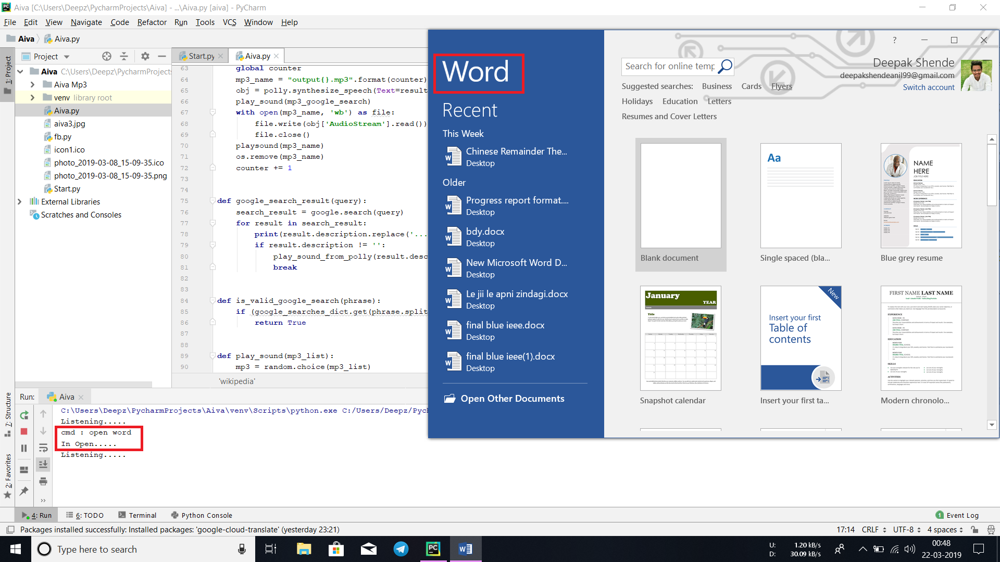 Aiva [C:\Users\Deepz\PycharmProjects\Aiva] - ...\Aiva.py [aiva] - PyCharm
File Edit View Navigate Code Refactor Run Tools VCS Window Help
Aiva Aiva.py
1: Project
Project
Aiva C:\Users\Deepz\PycharmProjects
Aiva Mp3
venv library root
Aiva.py
aiva3.jpg
fb.py
icon1.ico
photo_2019-03-08_15-09-35.ico
photo_2019-03-08_15-09-35.png
Start.py
External Libraries
Scratches and Consoles
Start.py Aiva.py
63 global counter
64 mp3_name = "output{}.mp3".format(counter)
65 obj = polly.synthesize_speech(Text=result
66 play_sound(mp3_google_search)
67 with open(mp3_name, 'wb') as file:
68 file.write(obj['AudioStream'].read())
69 file.close()
70 playsound(mp3_name)
71 os.remove(mp3_name)
72 counter += 1
73
74
75 def google_search_result(query):
76 search_result = google.search(query)
77 for result in search_result:
78 print(result.description.replace('...
79 if result.description != '':
80 play_sound_from_polly(result.desc
81 break
82
83
84 def is_valid_google_search(phrase):
85 if (google_searches_dict.get(phrase.split
86 return True
87
88
89 def play_sound(mp3_list):
90 mp3 = random.choice(mp3_list)
'wikipedia'
Word
Recent
This Week
Chinese Remainder The...
Desktop
Older
Progress report format....
Desktop
bdy.docx
Desktop
New Microsoft Word D...
Desktop
Le jii le apni zindagi.docx
Desktop
final blue ieee.docx
Desktop
final blue ieee(1).docx
Desktop
Open Other Documents
?
Search for online temp
Deepak Shende
deepakshendeanil99@gmail.com
Switch account
Suggested searches: Business Cards Flyers
Holidays Education Letters
Resumes and Cover Letters
Aa
NAME
HERE
JOB TITLE HERE
Blank document
Single spaced (bla...
Blue grey resume
January
YEAR
Title
New
Insert your first
Table of
contents
FIRST NAME LAST NAME
EXPERIENCE
EDUCATION
SKILLS
ACTIVITIES
Snapshot calendar
Insert your first ta...
Modern chronolo...
7: Structure
2: Favorites
Run: Aiva
C:\Users\Deepz\PycharmProjects\Aiva\venv\Scripts\python.exe C:/Users/Deepz/Pyc
Listening.....
cmd : open word
In Open.....
Listening.....
4: Run 6: TODO Terminal Python Console
1 Event Log
Packages installed successfully: Installed packages: 'google-cloud-translate' (yesterday 23:21)
17:14 CRLF UTF-8 4 spaces
Type here to search
U: 1.20 kB/s
D: 30.09 kB/s
00:48
22-03-2019